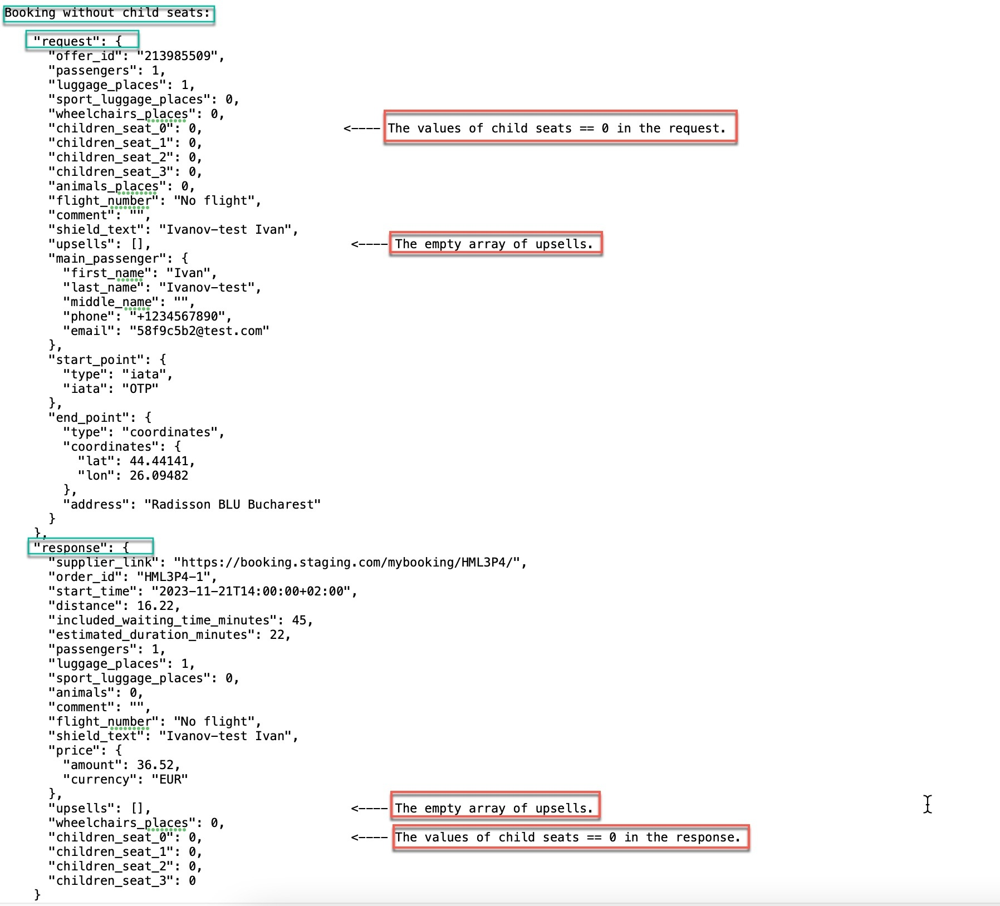 Booking without child seats:
"request": {
"offer_id": "213985509",
"passengers": 1,
"luggage_places": 1,
"sport_luggage_places": 0,
"wheelchairs_places": 0,
"children_seat_0": 0, <---- The values of child seats == 0 in the request.
"children_seat_1": 0,
"children_seat_2": 0,
"children_seat_3": 0,
"animals_places": 0,
"flight_number": "No flight",
"comment": "",
"shield_text": "Ivanov-test Ivan",
"upsells": [], <---- The empty array of upsells.
"main_passenger": {
"first_name": "Ivan",
"last_name": "Ivanov-test",
"middle_name": "",
"phone": "+1234567890",
"email": "58f9c5b2@test.com"
},
"start_point": {
"type": "iata",
"iata": "OTP"
},
"end_point": {
"type": "coordinates",
"coordinates": {
"lat": 44.44141,
"lon": 26.09482
},
"address": "Radisson BLU Bucharest"
}
},
"response": {
"supplier_link": "https://booking.staging.com/mybooking/HML3P4/",
"order_id": "HML3P4-1",
"start_time": "2023-11-21T14:00:00+02:00",
"distance": 16.22,
"included_waiting_time_minutes": 45,
"estimated_duration_minutes": 22,
"passengers": 1,
"luggage_places": 1,
"sport_luggage_places": 0,
"animals": 0,
"comment": "",
"flight_number": "No flight",
"shield_text": "Ivanov-test Ivan",
"price": {
"amount": 36.52,
"currency": "EUR"
},
"upsells": [], <---- The empty array of upsells.
"wheelchairs_places": 0,
"children_seat_0": 0, <---- The values of child seats == 0 in the response.
"children_seat_1": 0,
"children_seat_2": 0,
"children_seat_3": 0
}